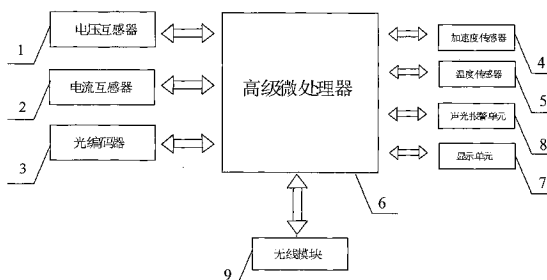 电压互感器
1
电流互感器
2
光编码器
3
高级微处理器
6
加速度传感器
4
温度传感器
5
声光报警单元
8
显示单元
7
无线模块
9